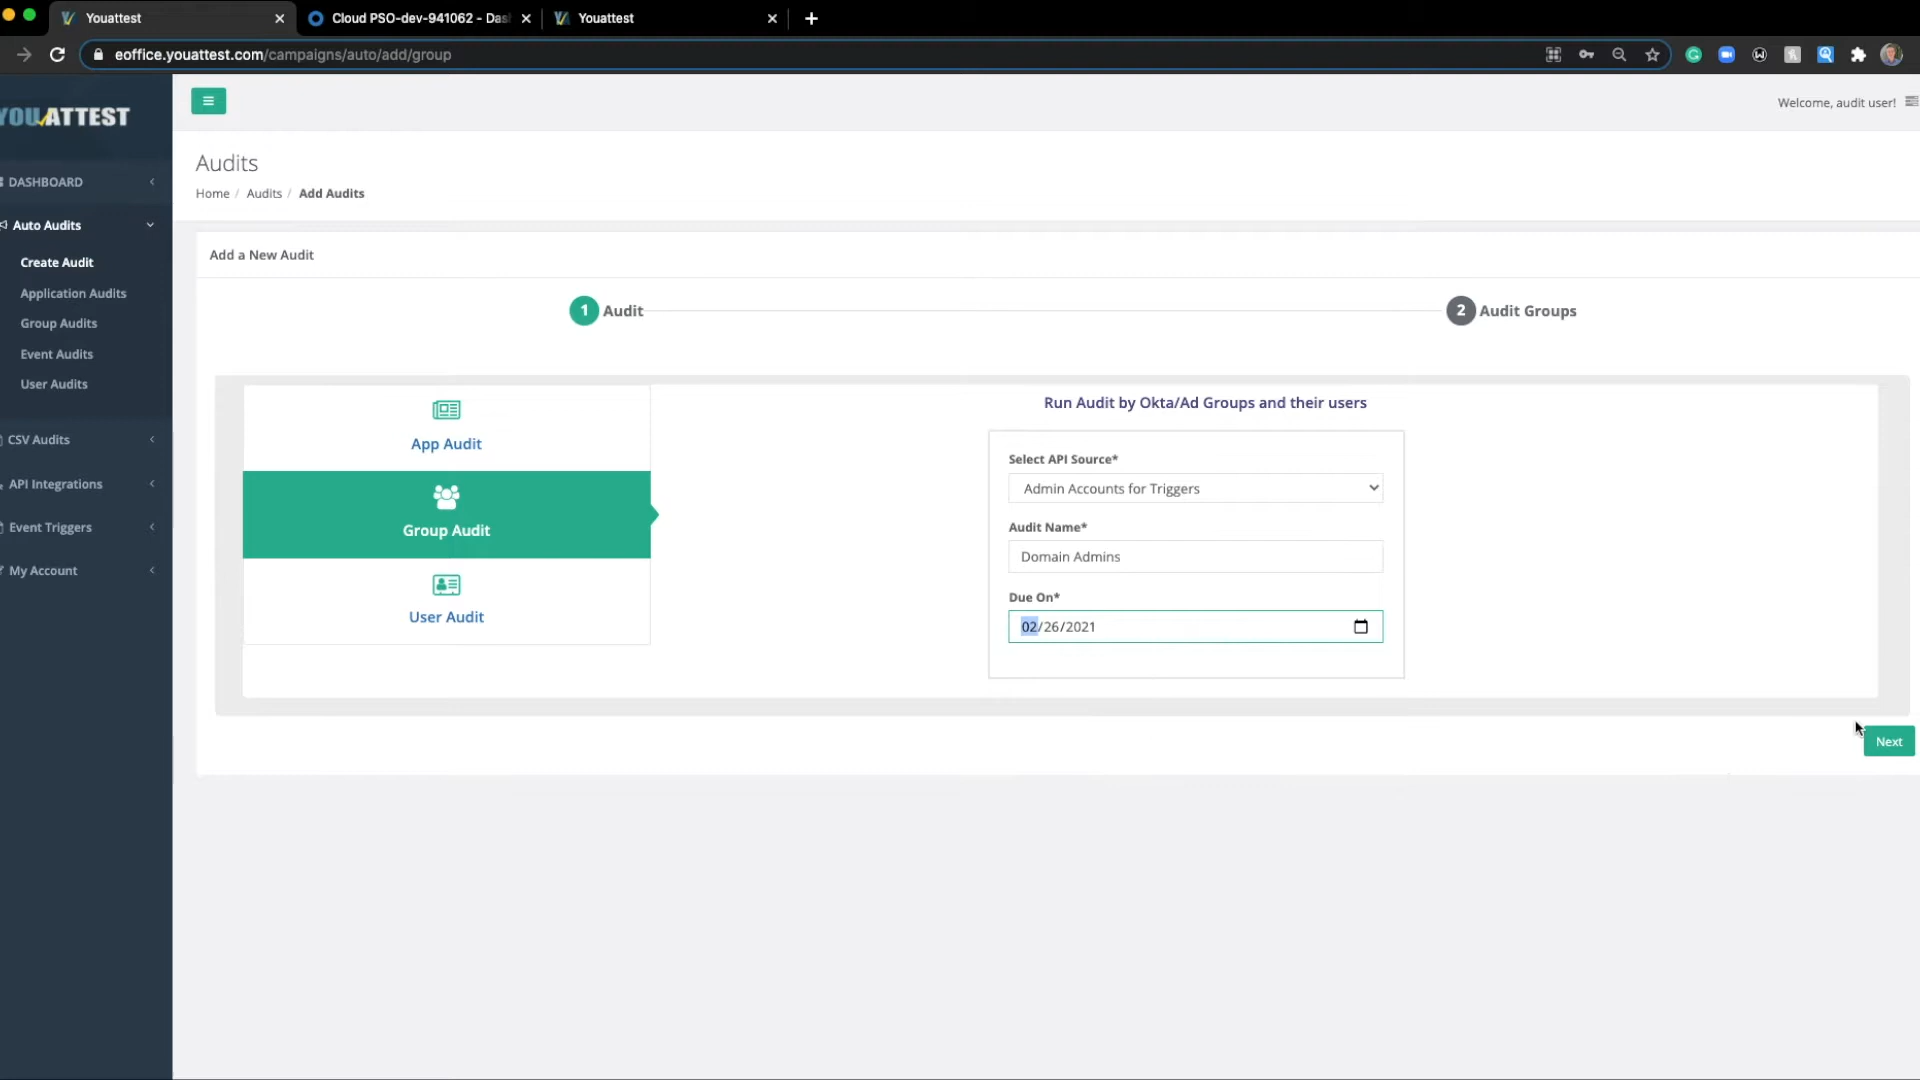 Youattest
Cloud PSO-dev-941062 - Das
Youattest
eoffice.youattest.com/campaigns/auto/add/group
YOUATTEST
Welcome, audit user!
Audits
Home / Audits / Add Audits
DASHBOARD
Auto Audits
Create Audit
Application Audits
Group Audits
Event Audits
User Audits
CSV Audits
API Integrations
Event Triggers
My Account
Add a New Audit
1 Audit
2 Audit Groups
App Audit
Group Audit
User Audit
Run Audit by Okta/Ad Groups and their users
Select API Source*
Admin Accounts for Triggers
Audit Name*
Domain Admins
Due On*
02/26/2021
Next